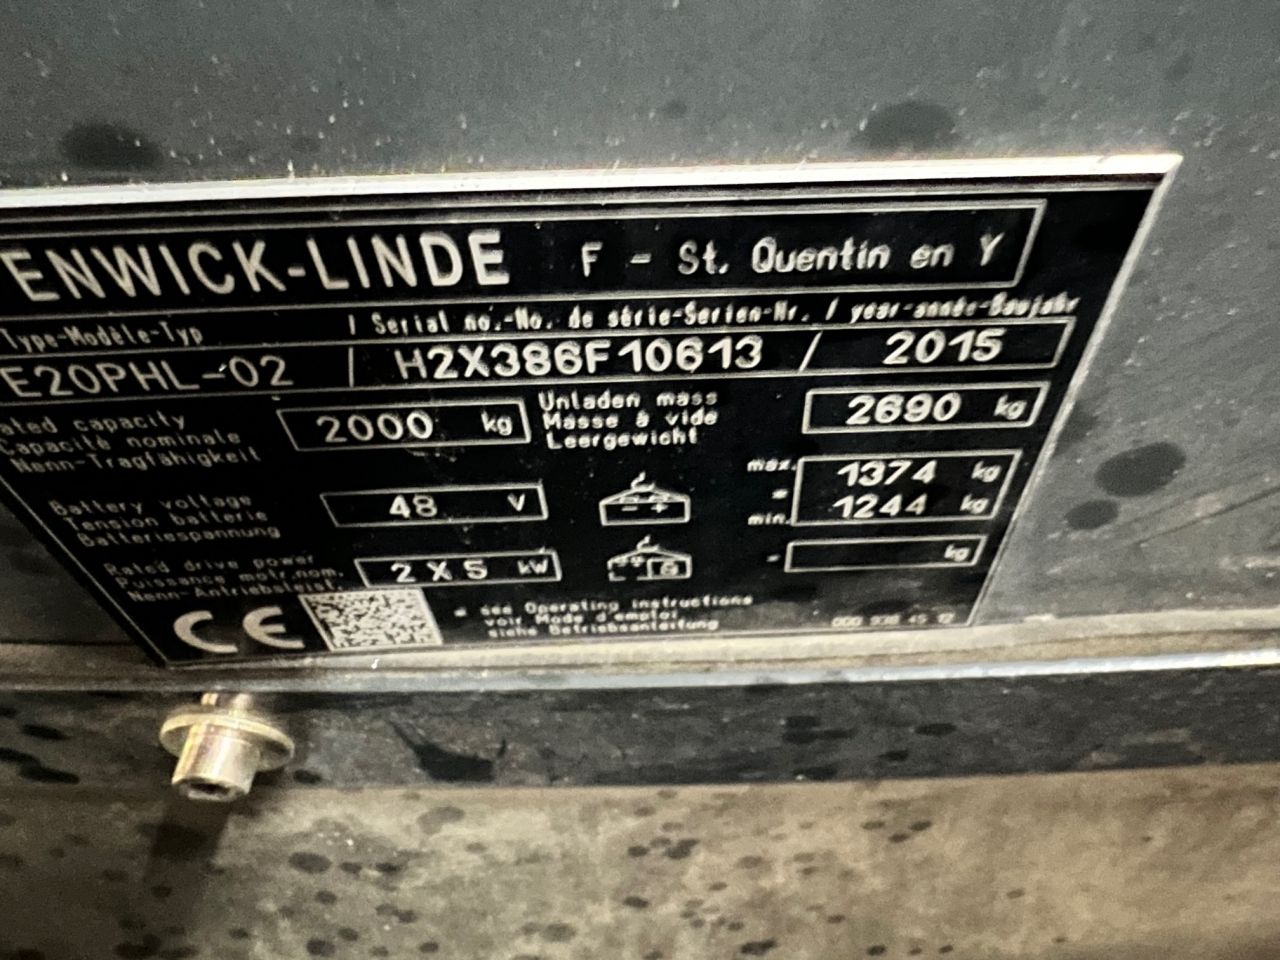 ENWICK-LINDE F - St. Quentin en Y
Type-Modèle-Typ / Serial no.-No. de série-Serien-Nr. / year-année-Baujahr
E20PHL-02 / H2X386F10613 / 2015
ated capacity
Capacité nominale
Nenn-Tragfähigkeit
2000 kg
Unladen mass
Masse à vide
Leergewicht
2690 kg
Battery voltage
Tension batterie
Batteriespannung
48 V
- +
max. 1374 kg
*
min. 1244 kg
Rated drive power
Puissance motr.nom.
Nenn-Antriebsleist.
2 X 5 kW
kg
CE
* see Operating instructions
voir Mode d'emploi
siehe Betriebsanleitung